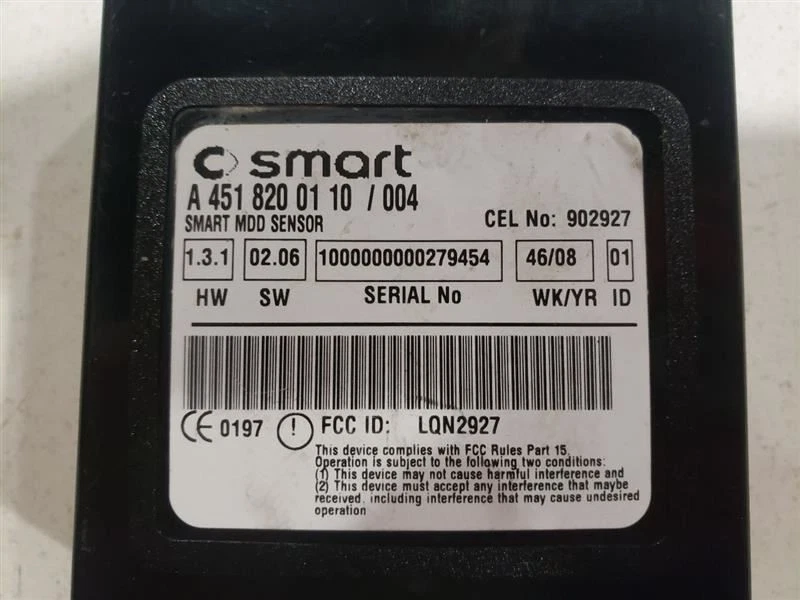 smart
A 451 820 01 10 / 004
SMART MDD SENSOR CEL No: 902927
1.3.1 02.06 1000000000279454 46/08 01
HW SW SERIAL No WK/YR ID
CE 0197 ! FCC ID: LQN2927
This device complies with FCC Rules Part 15.
Operation is subject to the following two conditions:
(1) This device may not cause harmful interference and
(2) This device must accept any interference that maybe
received, including interference that may cause undesired
operation